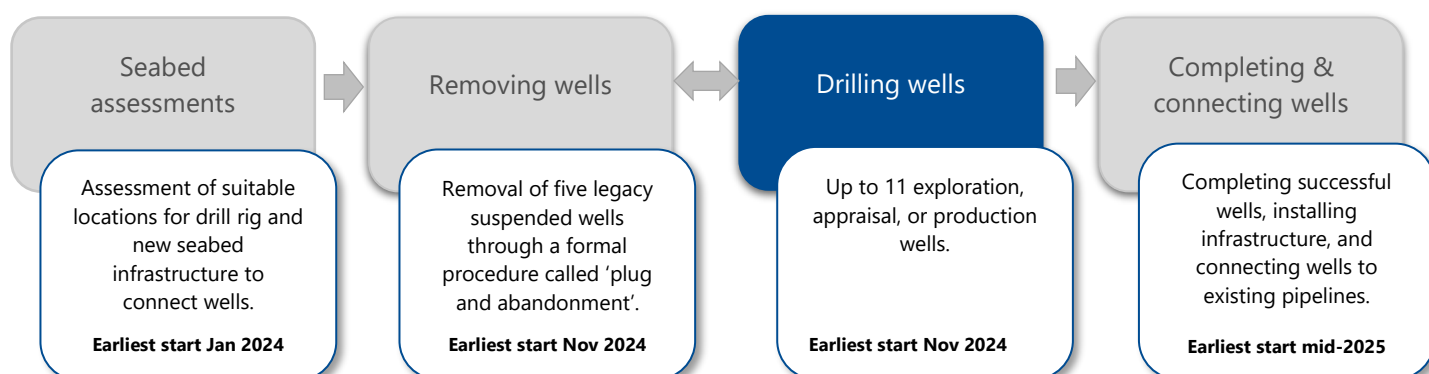 Seabed
assessments
Assessment of suitable
locations for drill rig and
new seabed
infrastructure to
connect wells.
Earliest start Jan 2024
Removing wells
Removal of five legacy
suspended wells
through a formal
procedure called ‘plug
and abandonment’.
Earliest start Nov 2024
Drilling wells
Up to 11 exploration,
appraisal, or production
wells.
Earliest start Nov 2024
Completing &
connecting wells
Completing successful
wells, installing
infrastructure, and
connecting wells to
existing pipelines.
Earliest start mid-2025